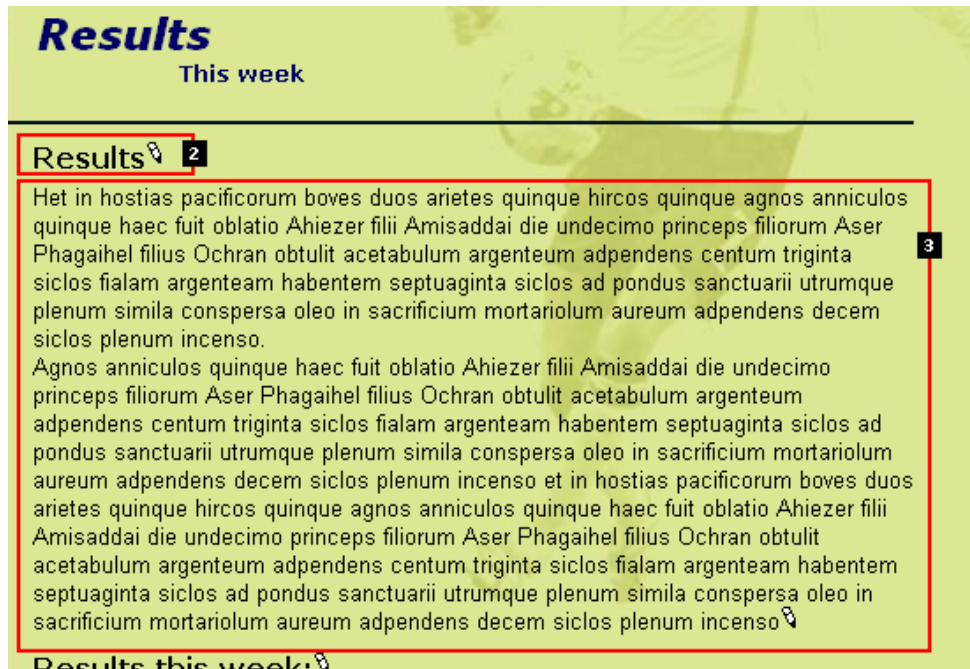 Results
This week
Results 2
Het in hostias pacificorum boves duos arietes quinque hircos quinque agnos anniculos
quinque haec fuit oblatio Ahiezer filii Amisaddai die undecimo princeps filiorum Aser
Phagaihel filius Ochran obtulit acetabulum argenteum adpendens centum triginta
3
siclos fialam argenteam habentem septuaginta siclos ad pondus sanctuarii utrumque
plenum simila conspersa oleo in sacrificium mortariolum aureum adpendens decem
siclos plenum incenso.
Agnos anniculos quinque haec fuit oblatio Ahiezer filii Amisaddai die undecimo
princeps filiorum Aser Phagaihel filius Ochran obtulit acetabulum argenteum
adpendens centum triginta siclos fialam argenteam habentem septuaginta siclos ad
pondus sanctuarii utrumque plenum simila conspersa oleo in sacrificium mortariolum
aureum adpendens decem siclos plenum incenso et in hostias pacificorum boves duos
arietes quinque hircos quinque agnos anniculos quinque haec fuit oblatio Ahiezer filii
Amisaddai die undecimo princeps filiorum Aser Phagaihel filius Ochran obtulit
acetabulum argenteum adpendens centum triginta siclos fialam argenteam habentem
septuaginta siclos ad pondus sanctuarii utrumque plenum simila conspersa oleo in
sacrificium mortariolum aureum adpendens decem siclos plenum incenso
Results this week: